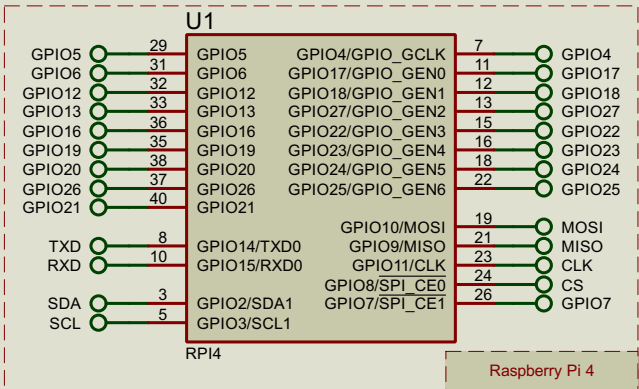 U1
GPIO5 29 GPIO5 GPIO4/GPIO_GCLK 7 GPIO4
GPIO6 31 GPIO6 GPIO17/GPIO_GEN0 11 GPIO17
GPIO12 32 GPIO12 GPIO18/GPIO_GEN1 12 GPIO18
GPIO13 33 GPIO13 GPIO27/GPIO_GEN2 13 GPIO27
GPIO16 36 GPIO16 GPIO22/GPIO_GEN3 15 GPIO22
GPIO19 35 GPIO19 GPIO23/GPIO_GEN4 16 GPIO23
GPIO20 38 GPIO20 GPIO24/GPIO_GEN5 18 GPIO24
GPIO26 37 GPIO26 GPIO25/GPIO_GEN6 22 GPIO25
GPIO21 40 GPIO21
GPIO10/MOSI 19 MOSI
TXD 8 GPIO14/TXD0 GPIO9/MISO 21 MISO
RXD 10 GPIO15/RXD0 GPIO11/CLK 23 CLK
GPIO8/SPI_CE0 24 CS
SDA 3 GPIO2/SDA1 GPIO7/SPI_CE1 26 GPIO7
SCL 5 GPIO3/SCL1
RPI4
Raspberry Pi 4